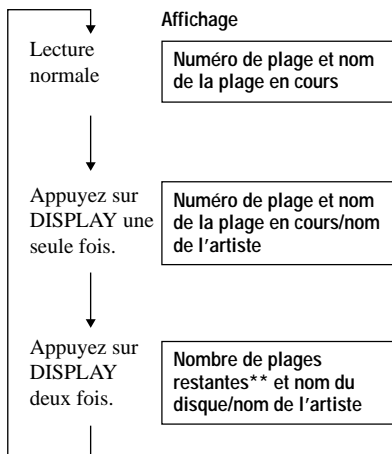 Affichage
Lecture
normale
Numéro de plage et nom
de la plage en cours
Appuyez sur
DISPLAY une
seule fois.
Numéro de plage et nom
de la plage en cours/nom
de l'artiste
Appuyez sur
DISPLAY
deux fois.
Nombre de plages
restantes** et nom du
disque/nom de l'artiste